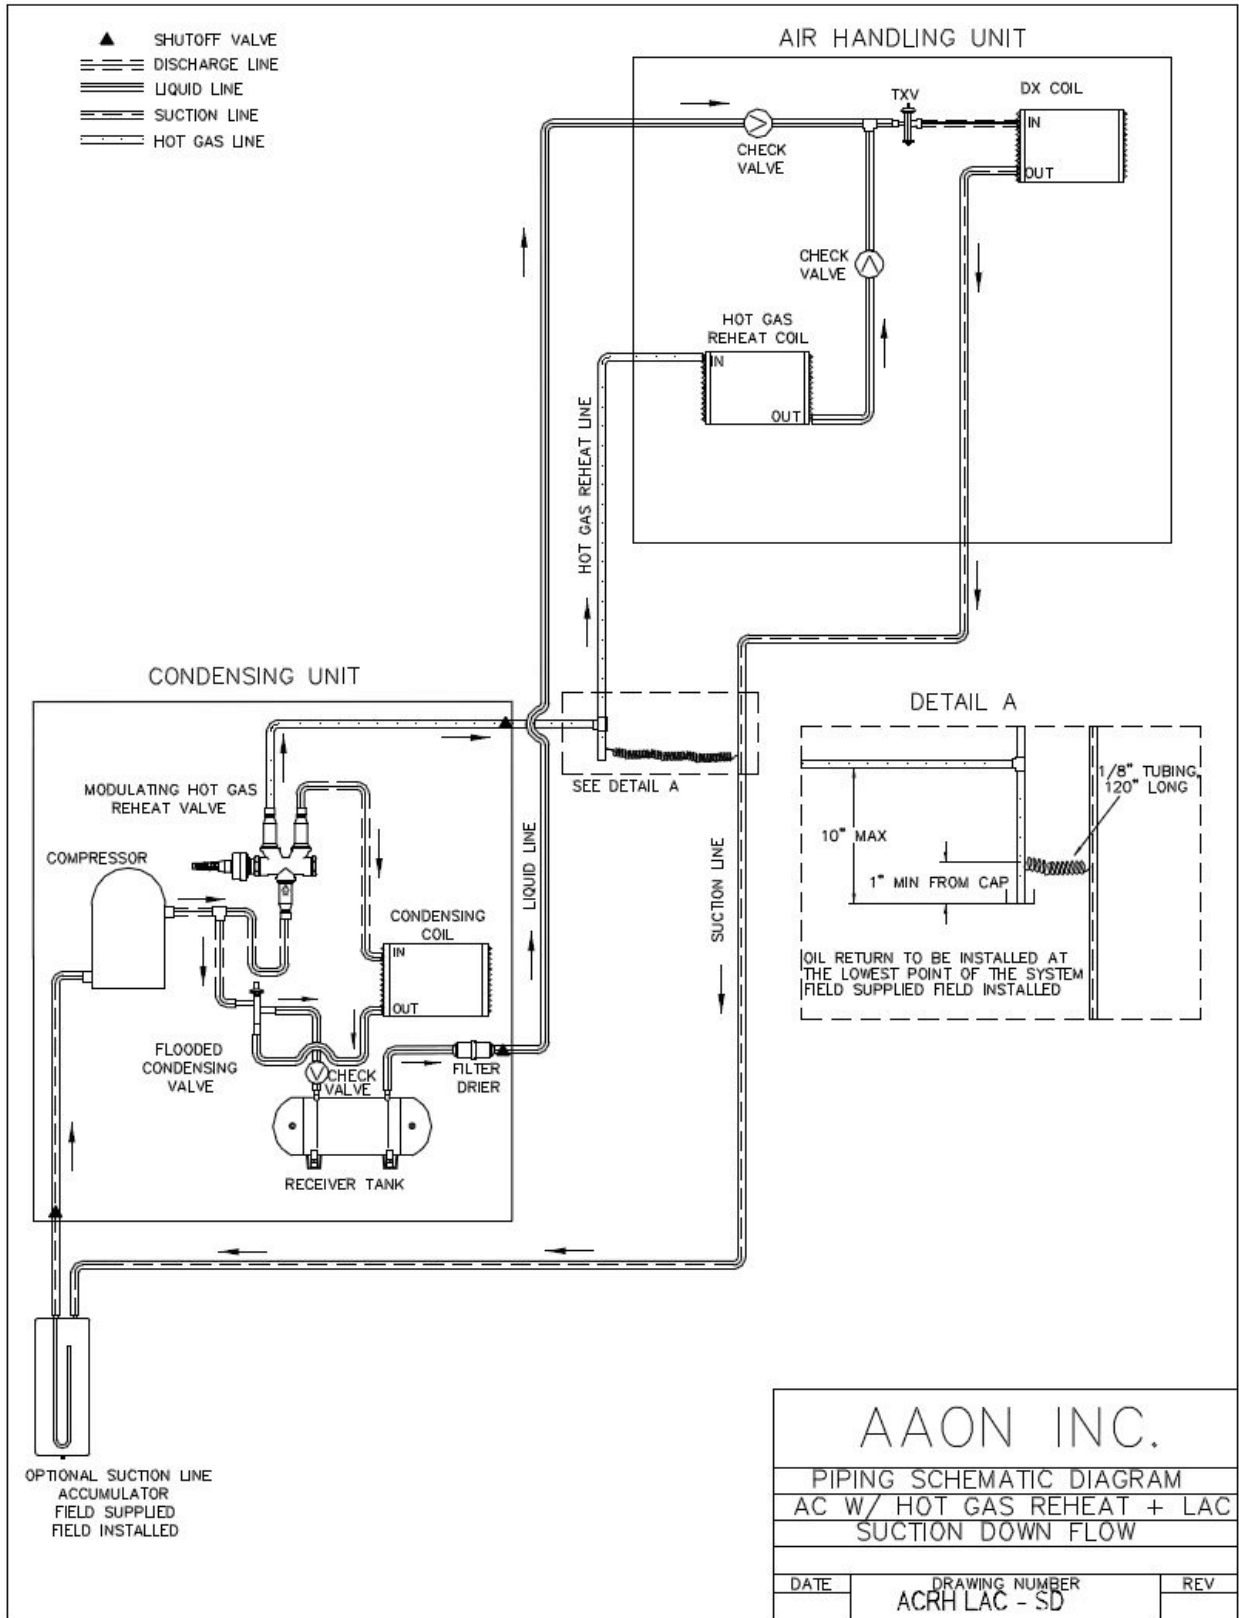 SHUTOFF VALVE
DISCHARGE LINE
LIQUID LINE
SUCTION LINE
HOT GAS LINE
AIR HANDLING UNIT
TXV
DX COIL
IN
OUT
CHECK
VALVE
CHECK
VALVE
HOT GAS
REHEAT COIL
IN
OUT
HOT GAS REHEAT LINE
CONDENSING UNIT
MODULATING HOT GAS
REHEAT VALVE
COMPRESSOR
CONDENSING
COIL
IN
OUT
FLOODED
CONDENSING
VALVE
CHECK
VALVE
FILTER
DRIER
RECEIVER TANK
LIQUID LINE
SEE DETAIL A
SUCTION LINE
DETAIL A
1/8" TUBING,
120" LONG
10" MAX
1" MIN FROM CAP
OIL RETURN TO BE INSTALLED AT
THE LOWEST POINT OF THE SYSTEM
FIELD SUPPLIED FIELD INSTALLED
OPTIONAL SUCTION LINE
ACCUMULATOR
FIELD SUPPLIED
FIELD INSTALLED
AAON INC.
PIPING SCHEMATIC DIAGRAM
AC W/ HOT GAS REHEAT + LAC
SUCTION DOWN FLOW
DATE
DRAWING NUMBER
REV
ACRH LAC - SD